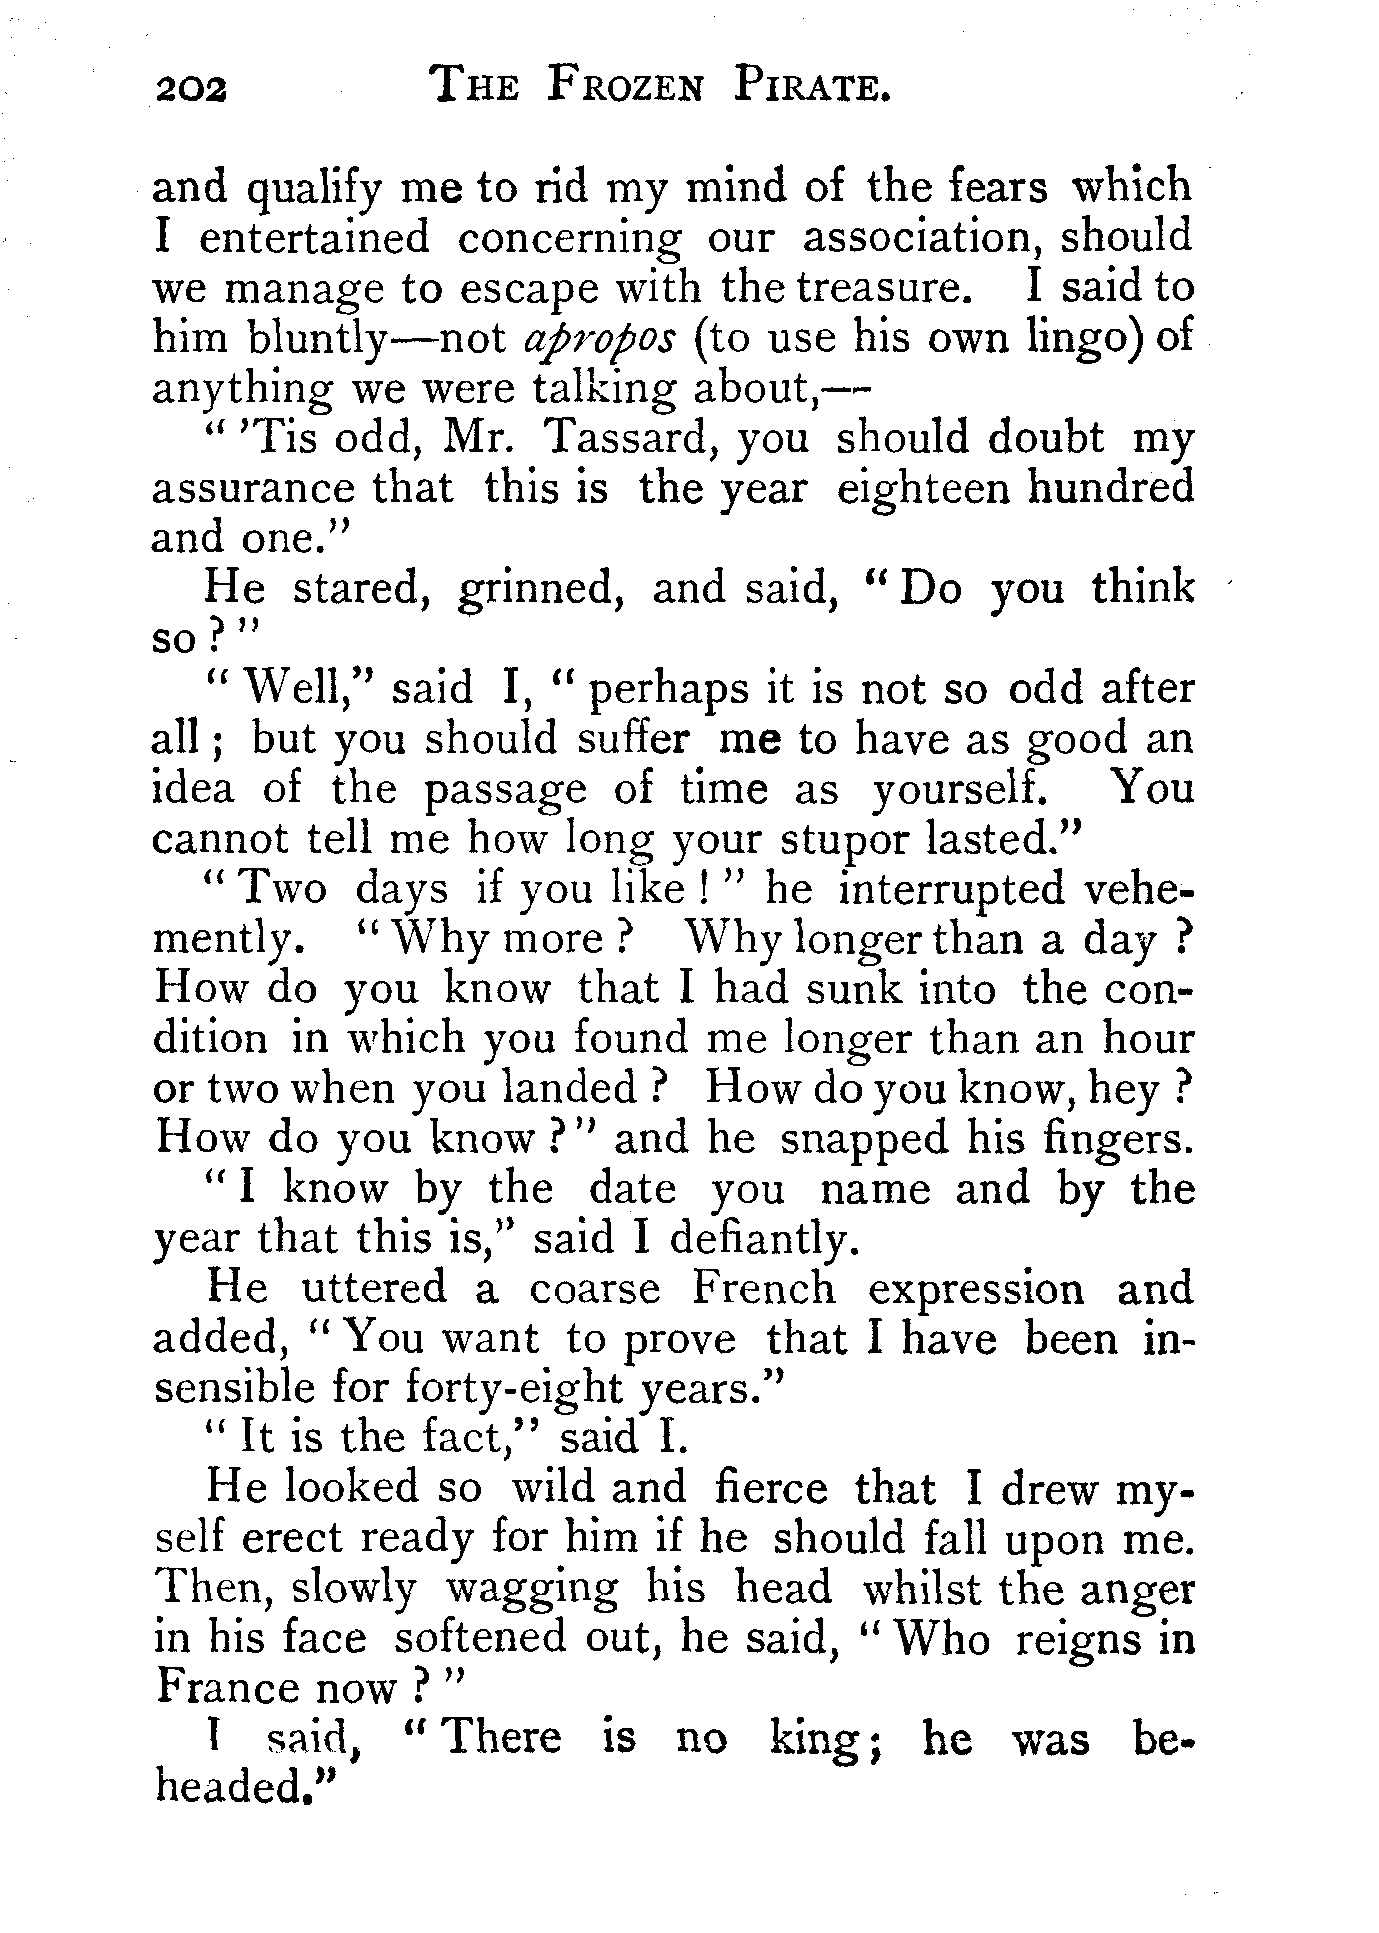 202 THE FROZEN PIRATE.
and qualify me to rid my mind of the fears which
I entertained concerning our association, should
we manage to escape with the treasure. I said to
him bluntly—not apropos (to use his own lingo) of
anything we were talking about,—
" 'Tis odd, Mr. Tassard, you should doubt my
assurance that this is the year eighteen hundred
and one."
He stared, grinned, and said, " Do you think
so ? "
" Well," said I, " perhaps it is not so odd after
all ; but you should suffer me to have as good an
idea of the passage of time as yourself. You
cannot tell me how long your stupor lasted."
" Two days if you like ! " he interrupted vehe-
mently. " Why more ? Why longer than a day ?
How do you know that I had sunk into the con-
dition in which you found me longer than an hour
or two when you landed ? How do you know, hey ?
How do you know ? " and he snapped his fingers.
" I know by the date you name and by the
year that this is," said I defiantly.
He uttered a coarse French expression and
added, " You want to prove that I have been in-
sensible for forty-eight years."
" It is the fact," said I.
He looked so wild and fierce that I drew my-
self erect ready for him if he should fall upon me.
Then, slowly wagging his head whilst the anger
in his face softened out, he said, " Who reigns in
France now ? "
I said, " There is no king ; he was be-
headed."